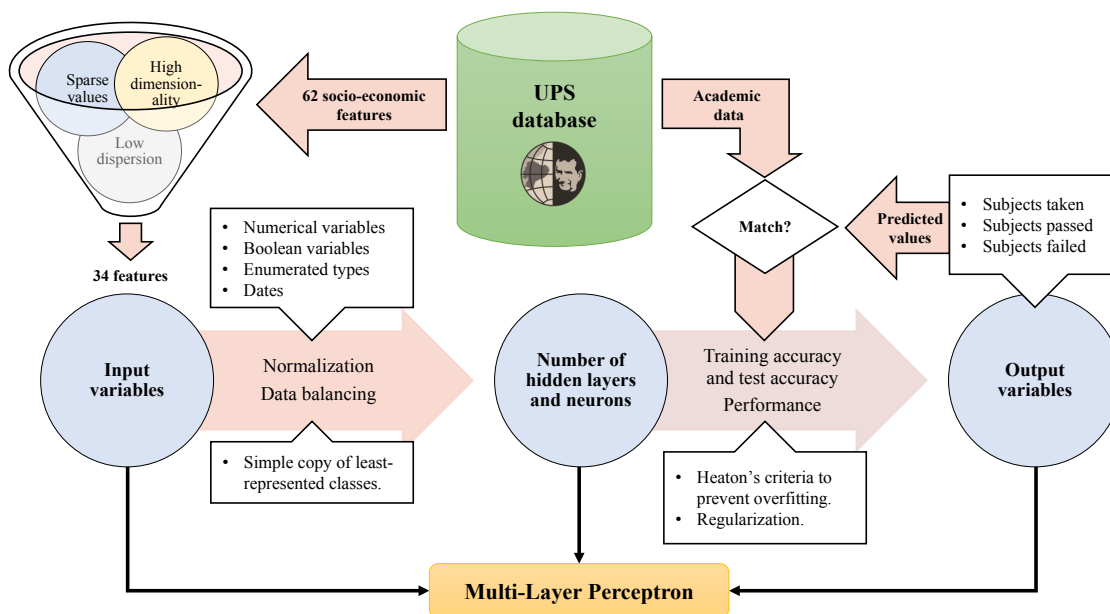 Sparse
values
High
dimension-
ality
Low
dispersion
62 socio-economic
features
UPS
database
Academic
data
Match?
Predicted
values
• Subjects taken
• Subjects passed
• Subjects failed
34 features
• Numerical variables
• Boolean variables
• Enumerated types
• Dates
Input
variables
Normalization
Data balancing
• Simple copy of least-
represented classes.
Number of
hidden layers
and neurons
Training accuracy
and test accuracy
Performance
• Heaton’s criteria to
prevent overfitting.
• Regularization.
Output
variables
Multi-Layer Perceptron